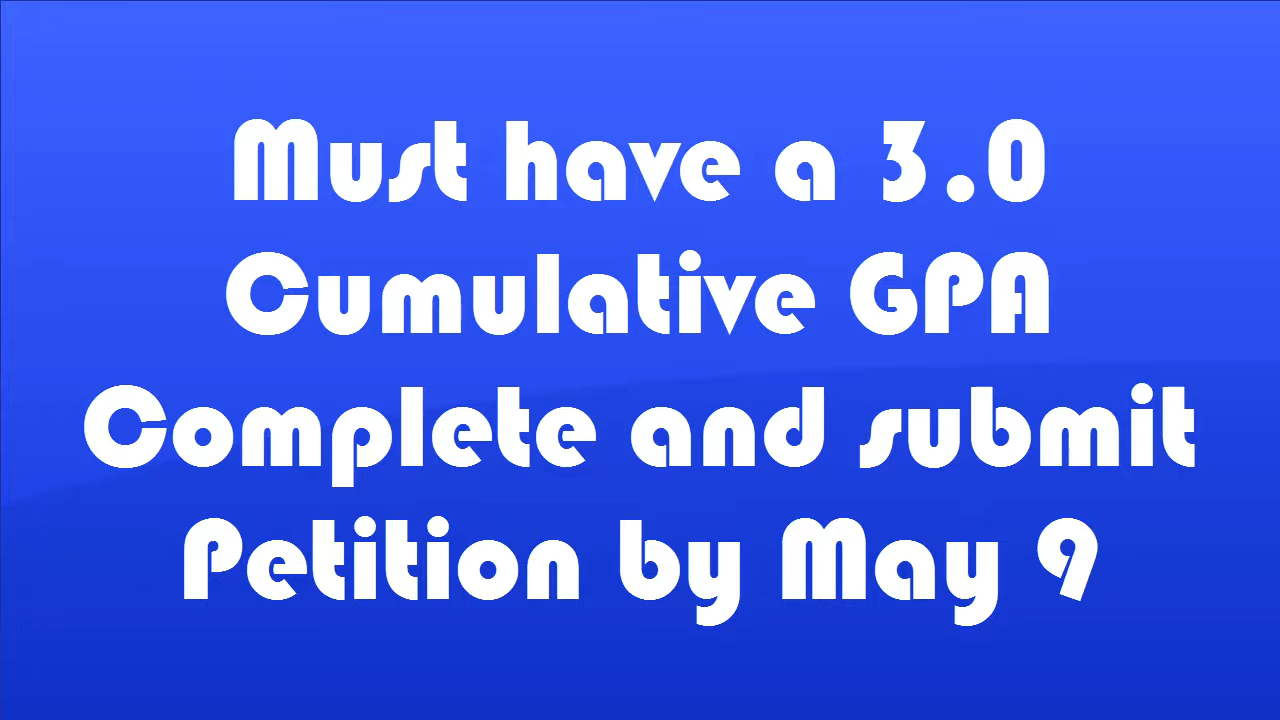 Must have a 3.0
Cumulative GPA
Complete and submit
Petition by May 9